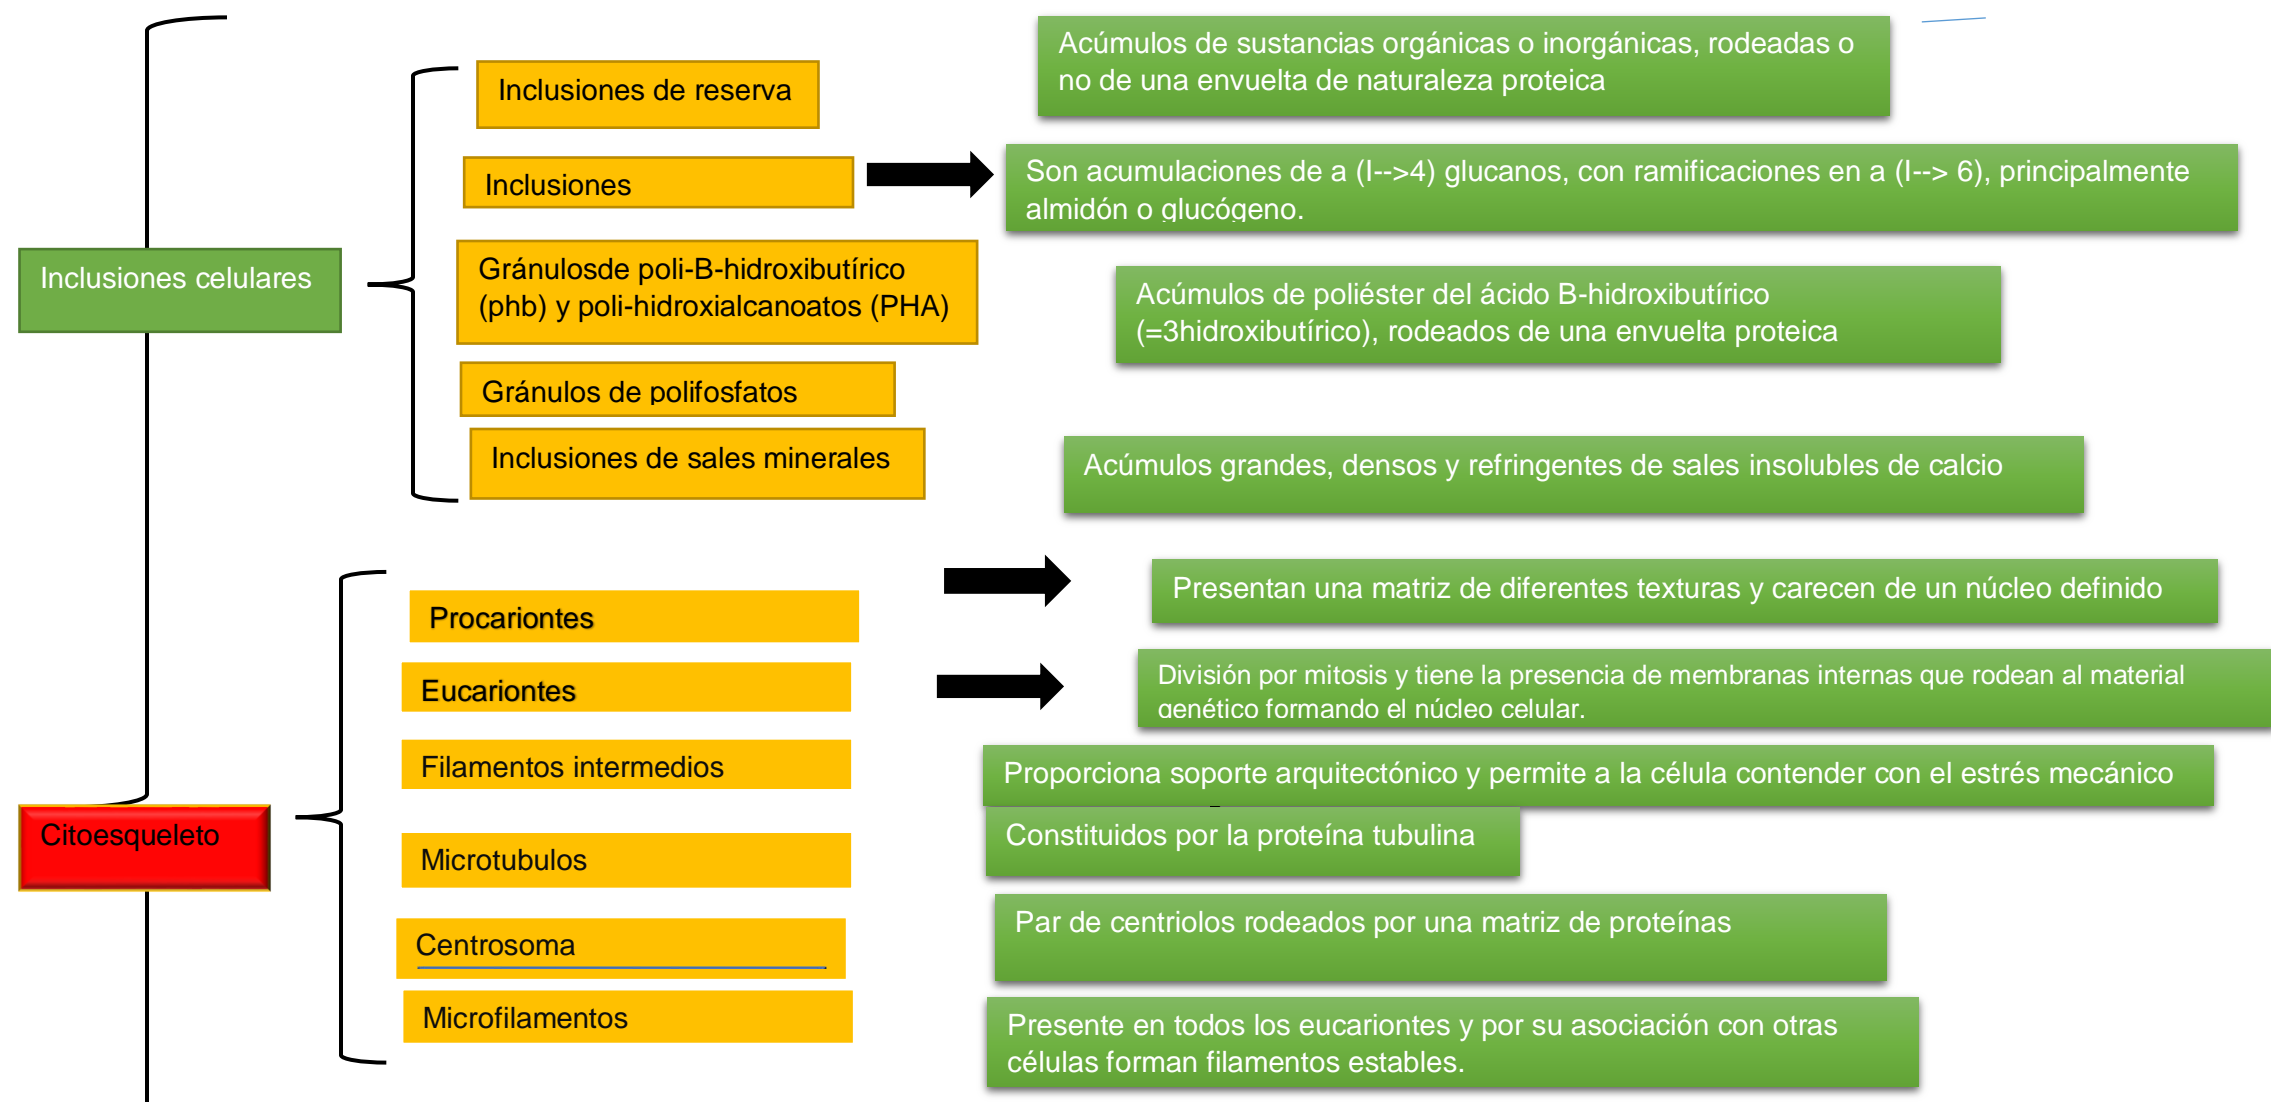 Inclusiones celulares
Inclusiones de reserva
Acúmulos de sustancias orgánicas o inorgánicas, rodeadas o
no de una envuelta de naturaleza proteica
Inclusiones
Son acumulaciones de a (I-->4) glucanos, con ramificaciones en a (I--> 6), principalmente
almidón o glucógeno.
Gránulosde poli-B-hidroxibutírico
(phb) y poli-hidroxialcanoatos (PHA)
Acúmulos de poliéster del ácido B-hidroxibutírico
(=3hidroxibutírico), rodeados de una envuelta proteica
Gránulos de polifosfatos
Inclusiones de sales minerales
Acúmulos grandes, densos y refringentes de sales insolubles de calcio
Citoesqueleto
Procariontes
Presentan una matriz de diferentes texturas y carecen de un núcleo definido
Eucariontes
División por mitosis y tiene la presencia de membranas internas que rodean al material
genético formando el núcleo celular.
Filamentos intermedios
Proporciona soporte arquitectónico y permite a la célula contender con el estrés mecánico
Microtubulos
Constituidos por la proteína tubulina
Centrosoma
Par de centriolos rodeados por una matriz de proteínas
Microfilamentos
Presente en todos los eucariontes y por su asociación con otras
células forman filamentos estables.